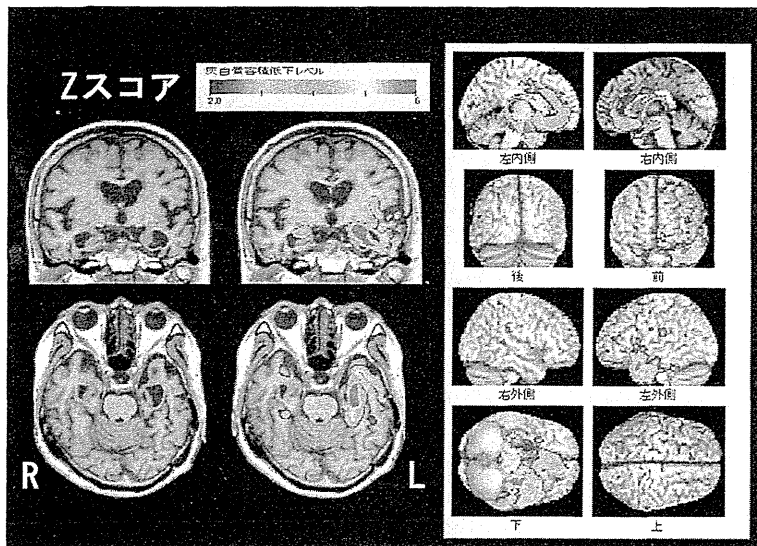 Zスコア
灰白質容積低下レベル
2.0 6
左内側 右内側
後 前
右外側 左外側
R L
下 上